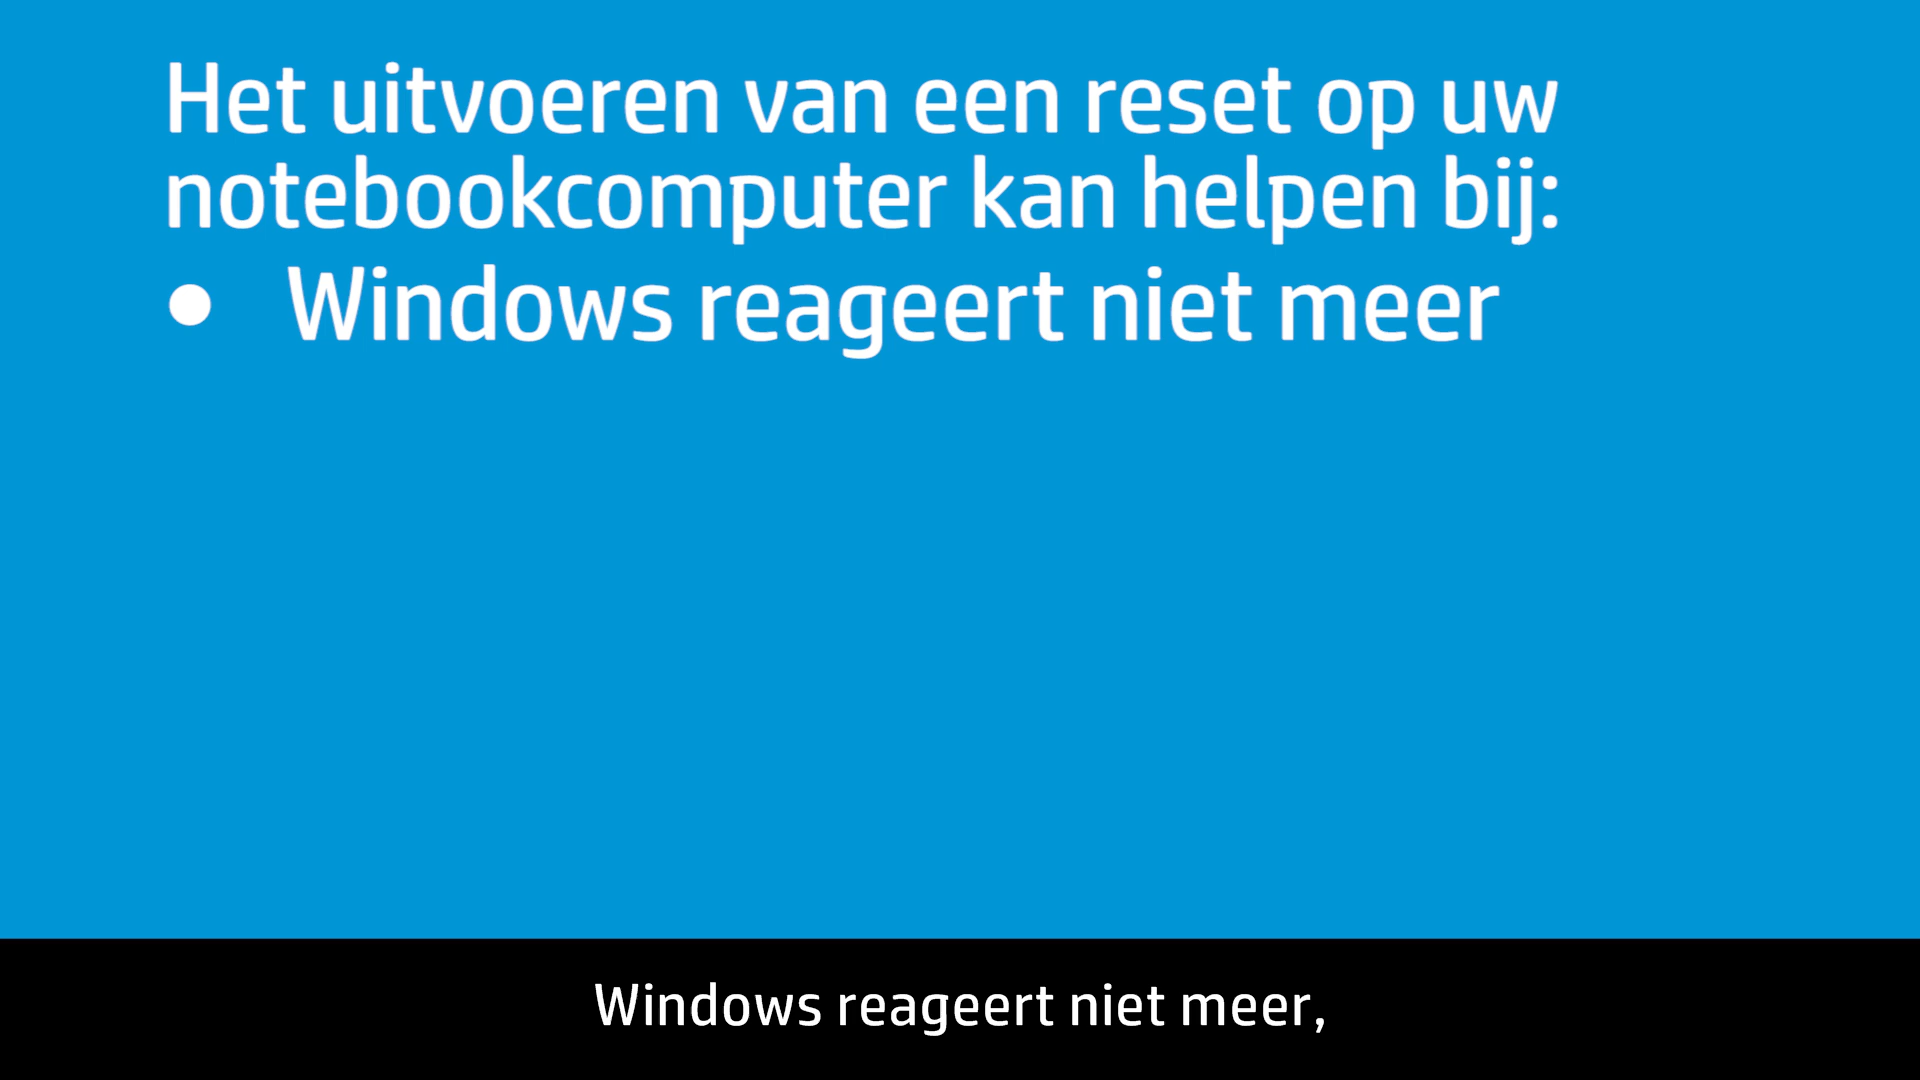 Het uitvoeren van een reset op uw
notebookcomputer kan helpen bij:
● Windows reageert niet meer
Windows reageert niet meer,